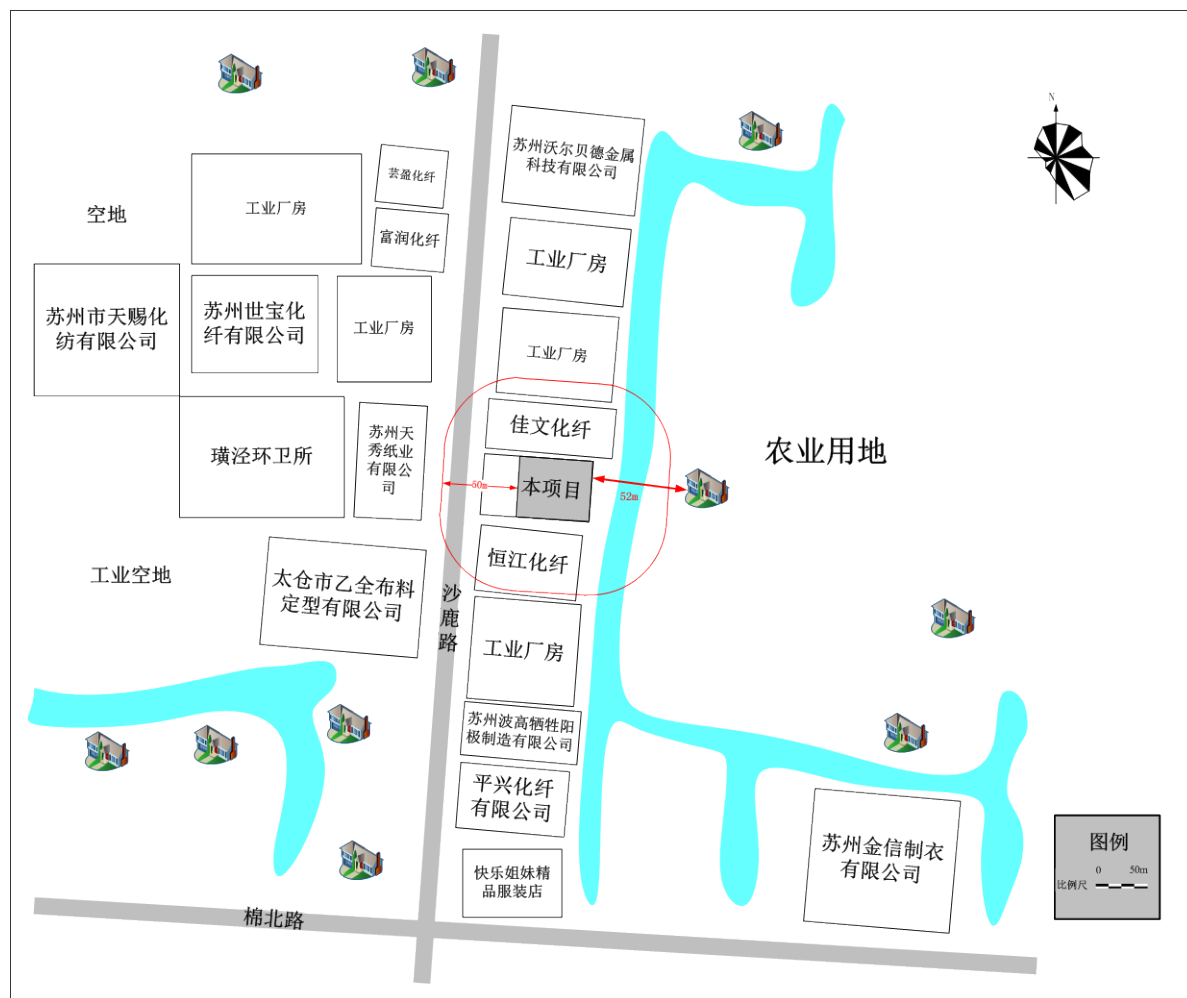 N
苏州沃尔贝德金属
科技有限公司
芸盈化纤
工业厂房
空地
富润化纤
工业厂房
苏州市天赐化
纺有限公司
苏州世宝化
纤有限公司
工业厂房
工业厂房
佳文化纤
苏州天
秀纸业
有限公
司
璜泾环卫所
农业用地
50m
本项目
52m
恒江化纤
工业空地
太仓市乙全布料
定型有限公司
沙
鹿
路
工业厂房
苏州波高牺牲阳
极制造有限公司
平兴化纤
有限公司
苏州金信制衣
有限公司
图例
0
50m
比例尺
快乐姐妹精
品服装店
棉北路